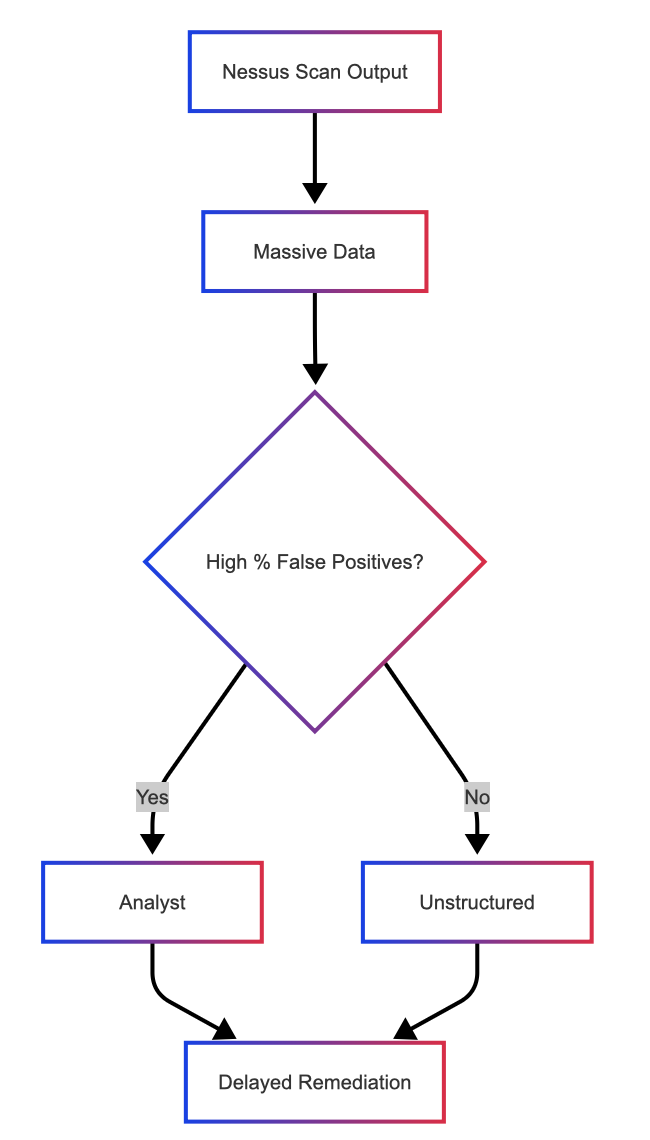 Nessus Scan Output
Massive Data
High % False Positives?
Yes
No
Analyst
Unstructured
Delayed Remediation